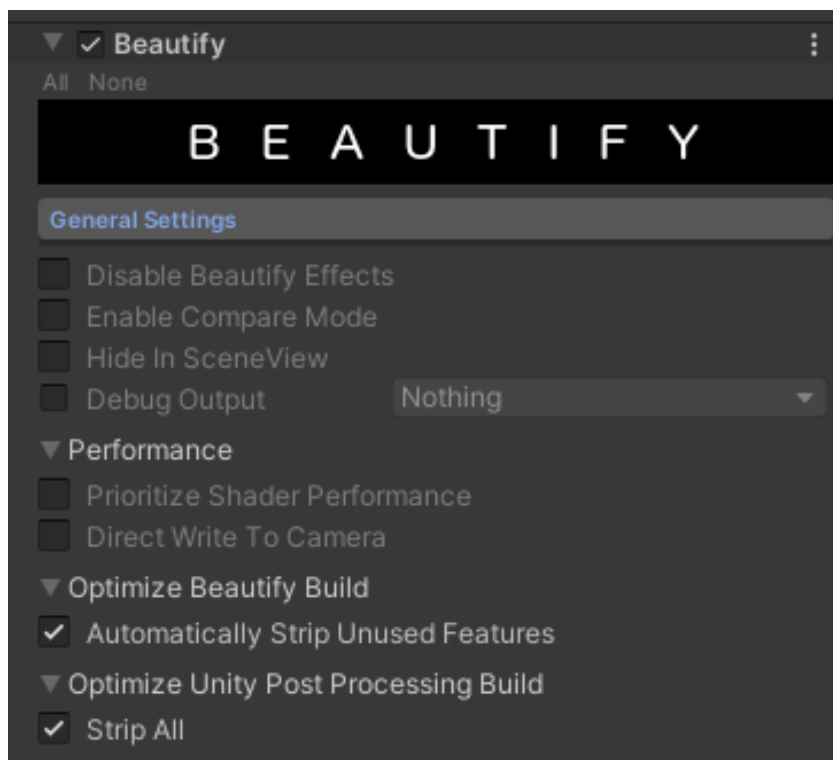 Beautify
All None
BEAUTIFY
General Settings
Disable Beautify Effects
Enable Compare Mode
Hide In SceneView
Debug Output Nothing
Performance
Prioritize Shader Performance
Direct Write To Camera
Optimize Beautify Build
Automatically Strip Unused Features
Optimize Unity Post Processing Build
Strip All